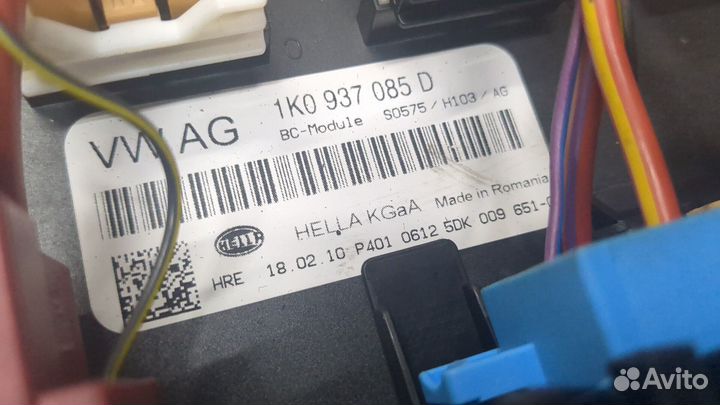 VW AG 1K0 937 085 D
BC-Module S0575 / H103 / AG
HELLA KGaA Made in Romania
HELLA
HRE 18.02.10 P401 0612 5DK 009 651-
Avito